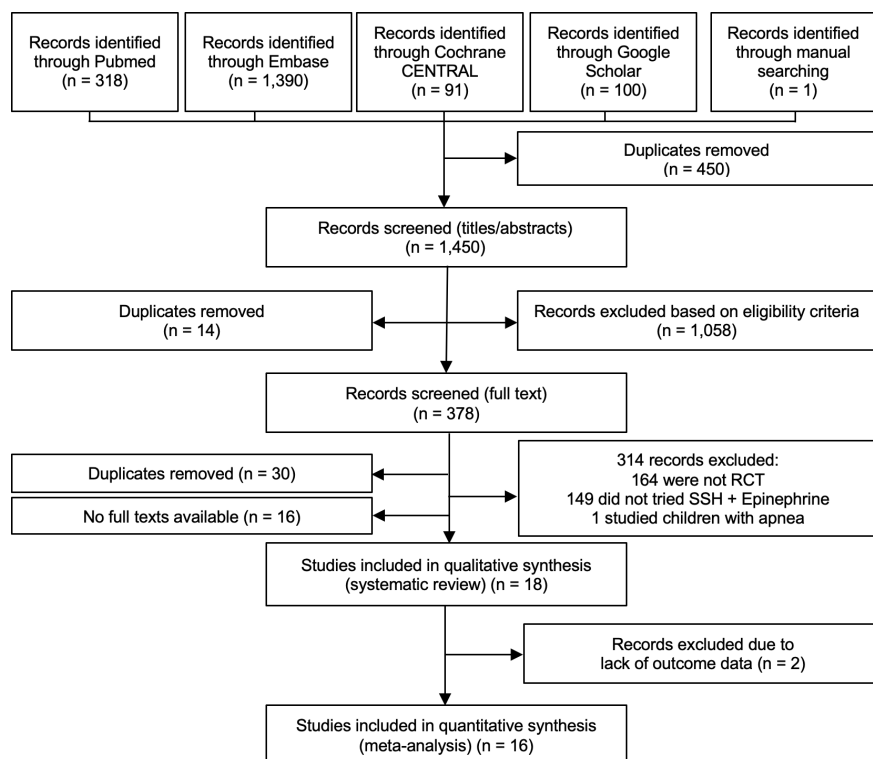 Records identified
through Pubmed
(n = 318)
Records identified
through Embase
(n = 1,390)
Records identified
through Cochrane
CENTRAL
(n = 91)
Records identified
through Google
Scholar
(n = 100)
Records identified
through manual
searching
(n = 1)
Duplicates removed
(n = 450)
Records screened (titles/abstracts)
(n = 1,450)
Duplicates removed
(n = 14)
Records excluded based on eligibility criteria
(n = 1,058)
Records screened (full text)
(n = 378)
Duplicates removed (n = 30)
No full texts available (n = 16)
314 records excluded:
164 were not RCT
149 did not tried SSH + Epinephrine
1 studied children with apnea
Studies included in qualitative synthesis
(systematic review) (n = 18)
Records excluded due to
lack of outcome data (n = 2)
Studies included in quantitative synthesis
(meta-analysis) n = 16)